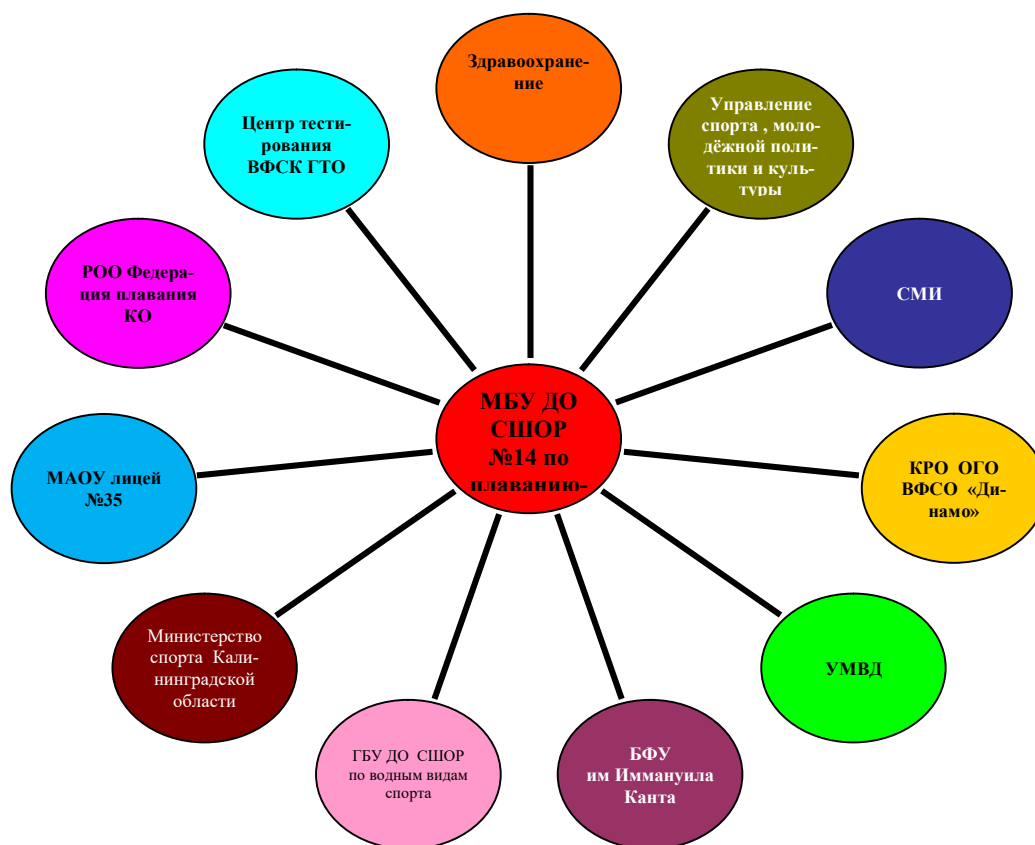 Здравоохране-
ние
Управление
спорта , моло-
дёжной поли-
тики и куль-
туры
СМИ
КРО ОГО
ВФСО «Ди-
намо»
УМВД
БФУ
им Иммануила
Канта
ГБУ ДО СШОР
по водным видам
спорта
Министерство
спорта Кали-
нинградской
области
МАОУ лицей
№35
РОО Федера-
ция плавания
КО
Центр тести-
рования
ВФСК ГТО
МБУ ДО
СШОР
№14 по
плаванию-